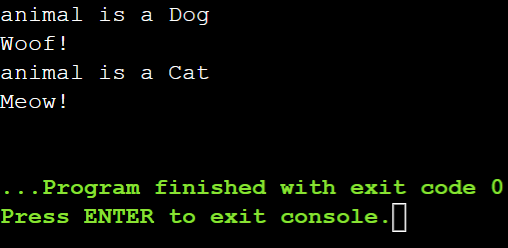 animal is a Dog
Woof!
animal is a Cat
Meow!
...Program finished with exit code 0
Press ENTER to exit console.